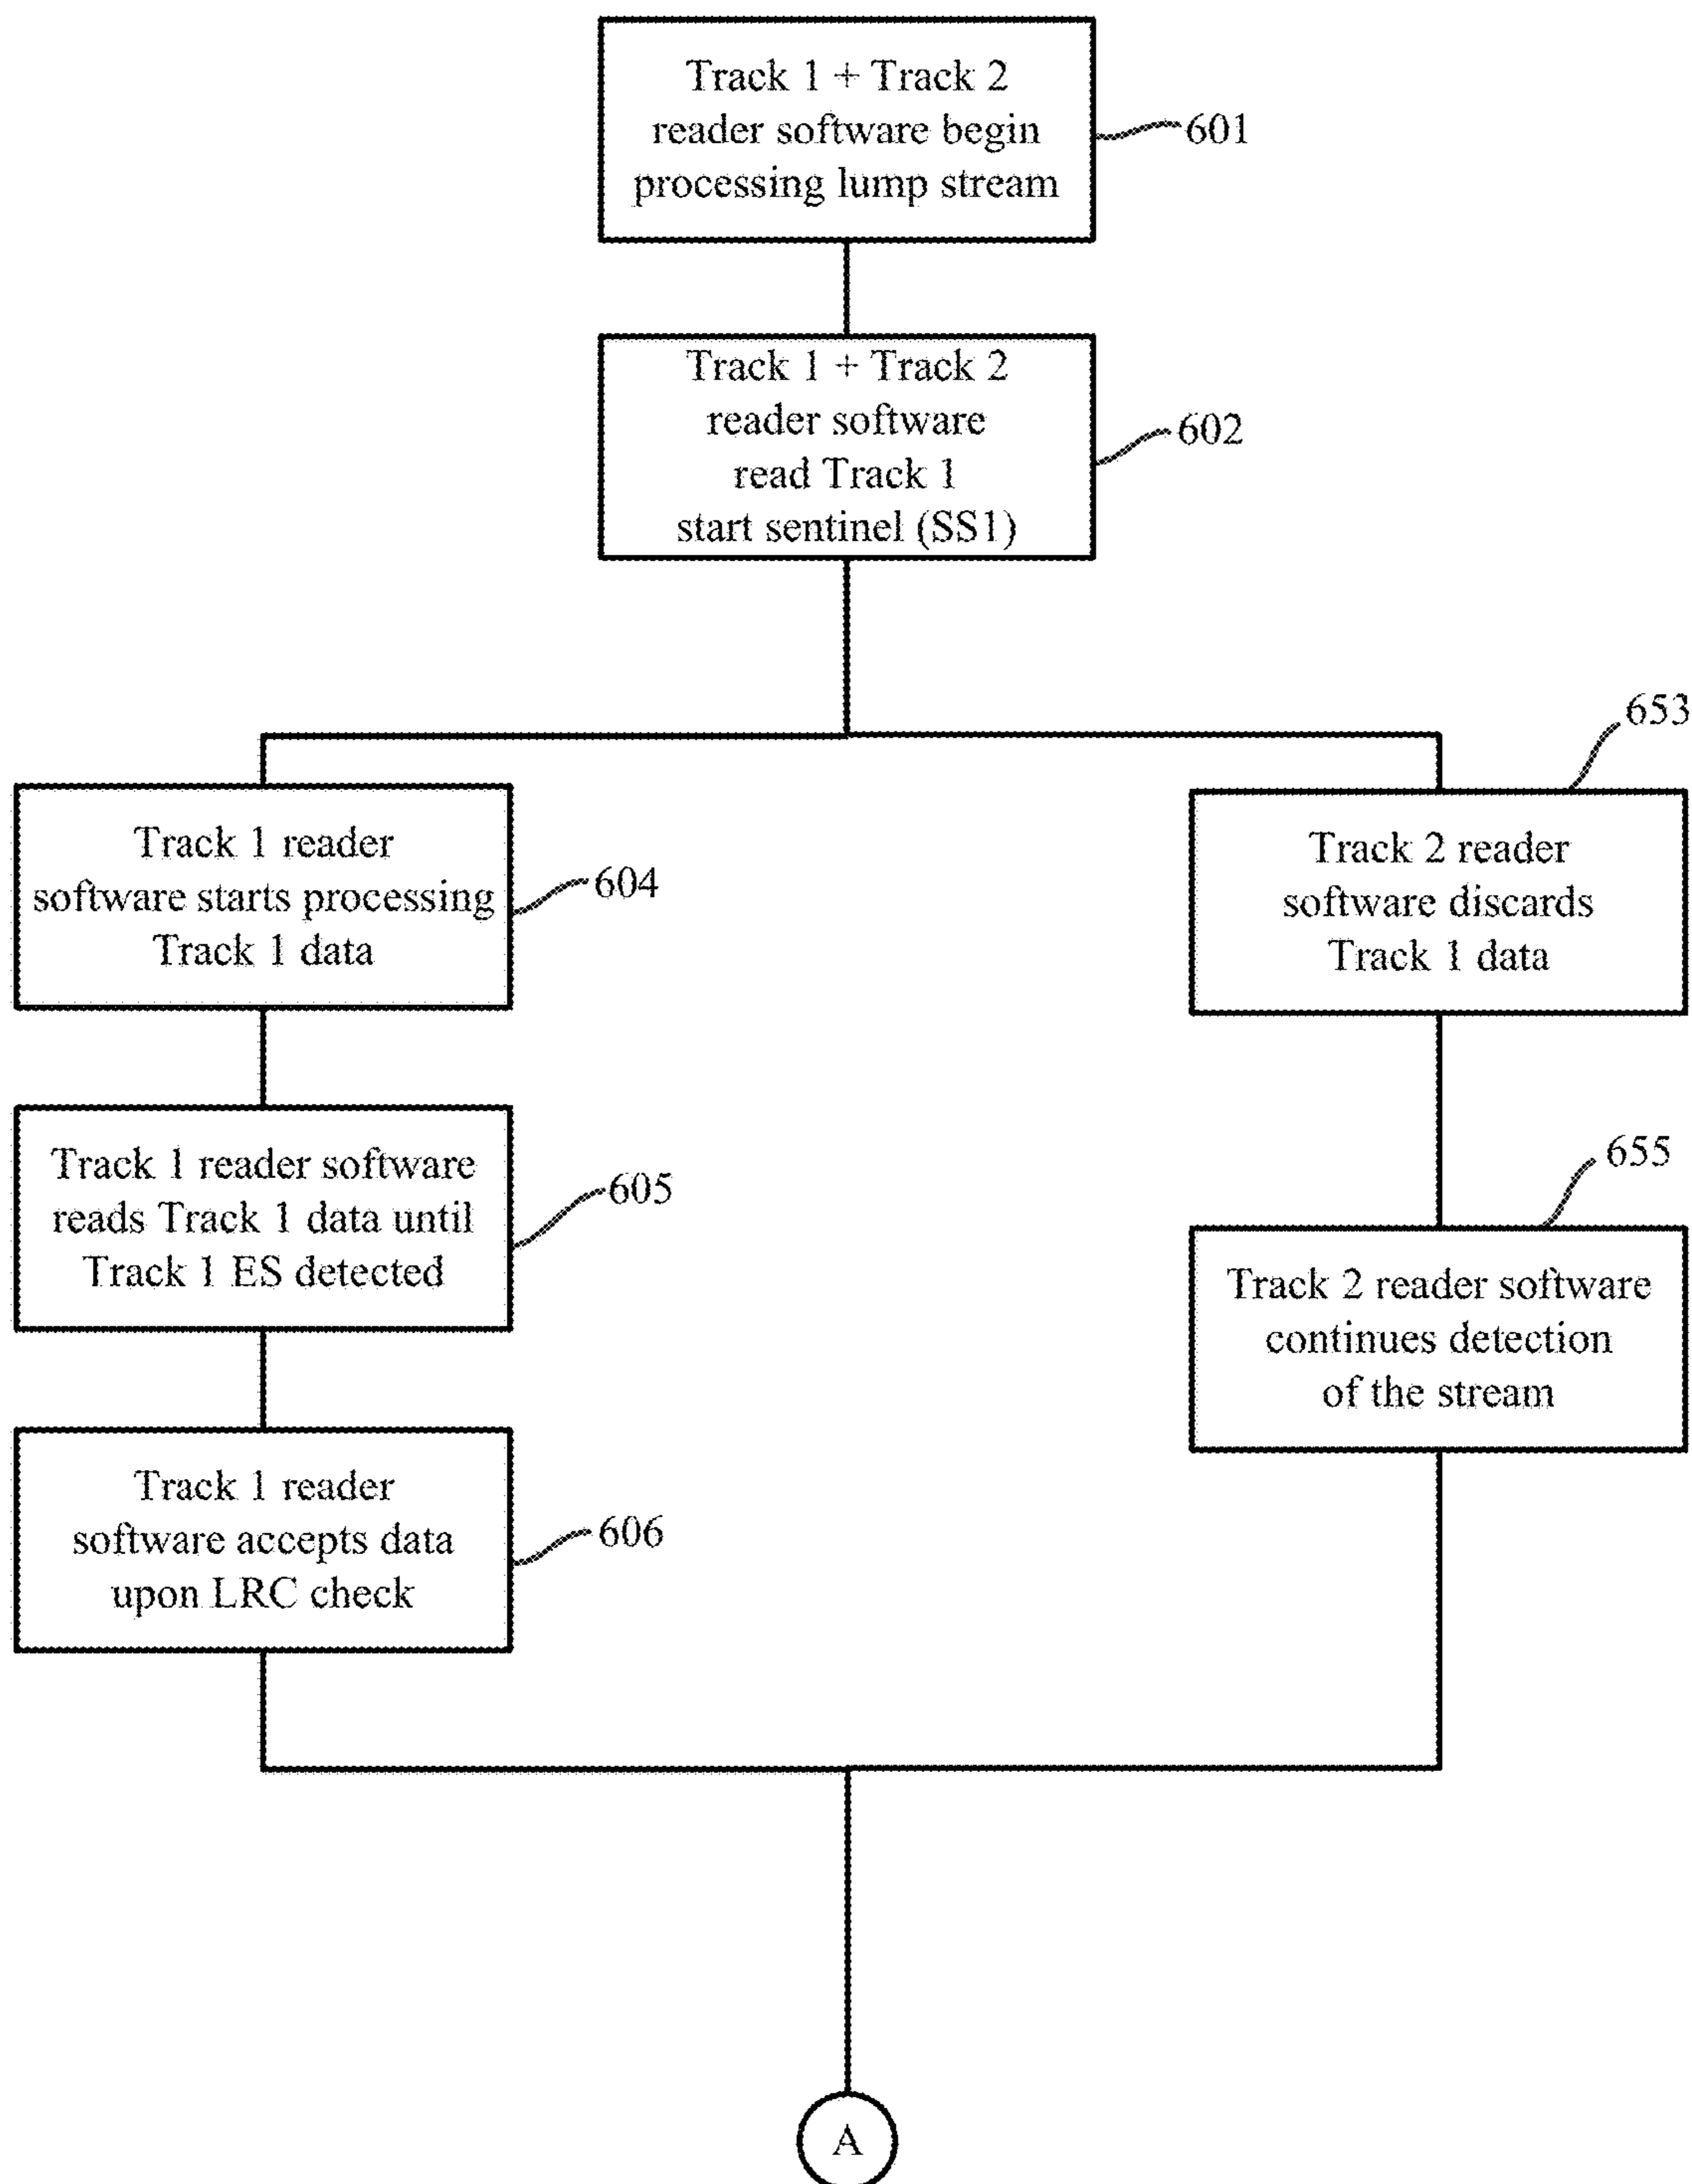 Track 1 + Track 2
reader software begin
processing lump stream
601
Track 1 + Track 2
reader software
read Track 1
start sentinel (SS1)
602
Track 1 reader
software starts processing
Track 1 data
604
653
Track 2 reader
software discards
Track 1 data
Track 1 reader software
reads Track 1 data until
Track 1 ES detected
605
655
Track 2 reader software
continues detection
of the stream
Track 1 reader
software accepts data
upon LRC check
606
A